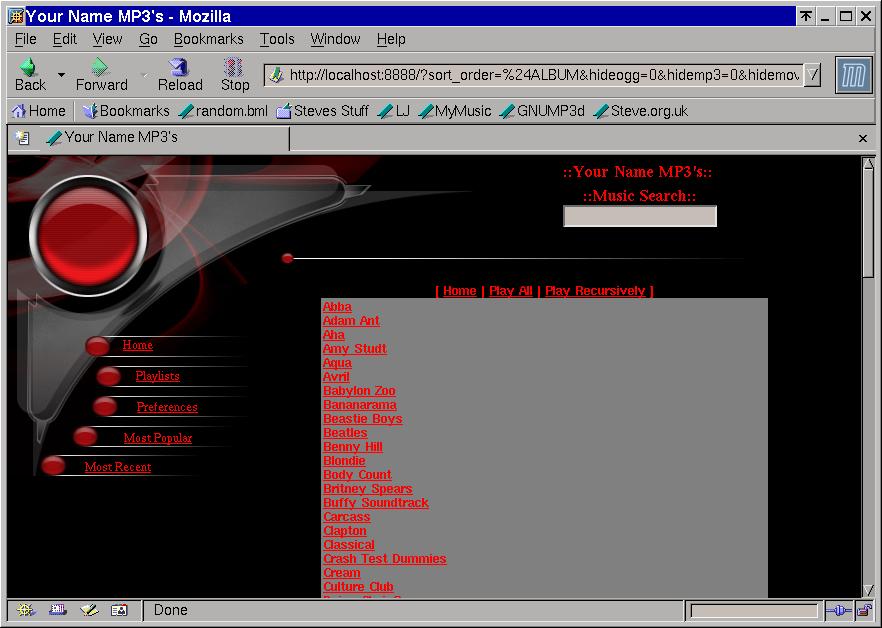 Your Name MP3's - Mozilla
File Edit View Go Bookmarks Tools Window Help
Back Forward Reload Stop http://localhost:8888/?sort_order=%24ALBUM&hideogg=0&hidemp3=0&hidemov
Home Bookmarks random.bml Steves Stuff LJ MyMusic GNUMP3d Steve.org.uk
Your Name MP3's
::Your Name MP3's::
::Music Search::
[ Home | Play All | Play Recursively ]
Home
Playlists
Preferences
Most Popular
Most Recent
Abba
Adam Ant
Aha
Amy Studt
Aqua
Avril
Babylon Zoo
Bananarama
Beastie Boys
Beatles
Benny Hill
Blondie
Body Count
Britney Spears
Buffy Soundtrack
Carcass
Clapton
Classical
Crash Test Dummies
Cream
Culture Club
Done